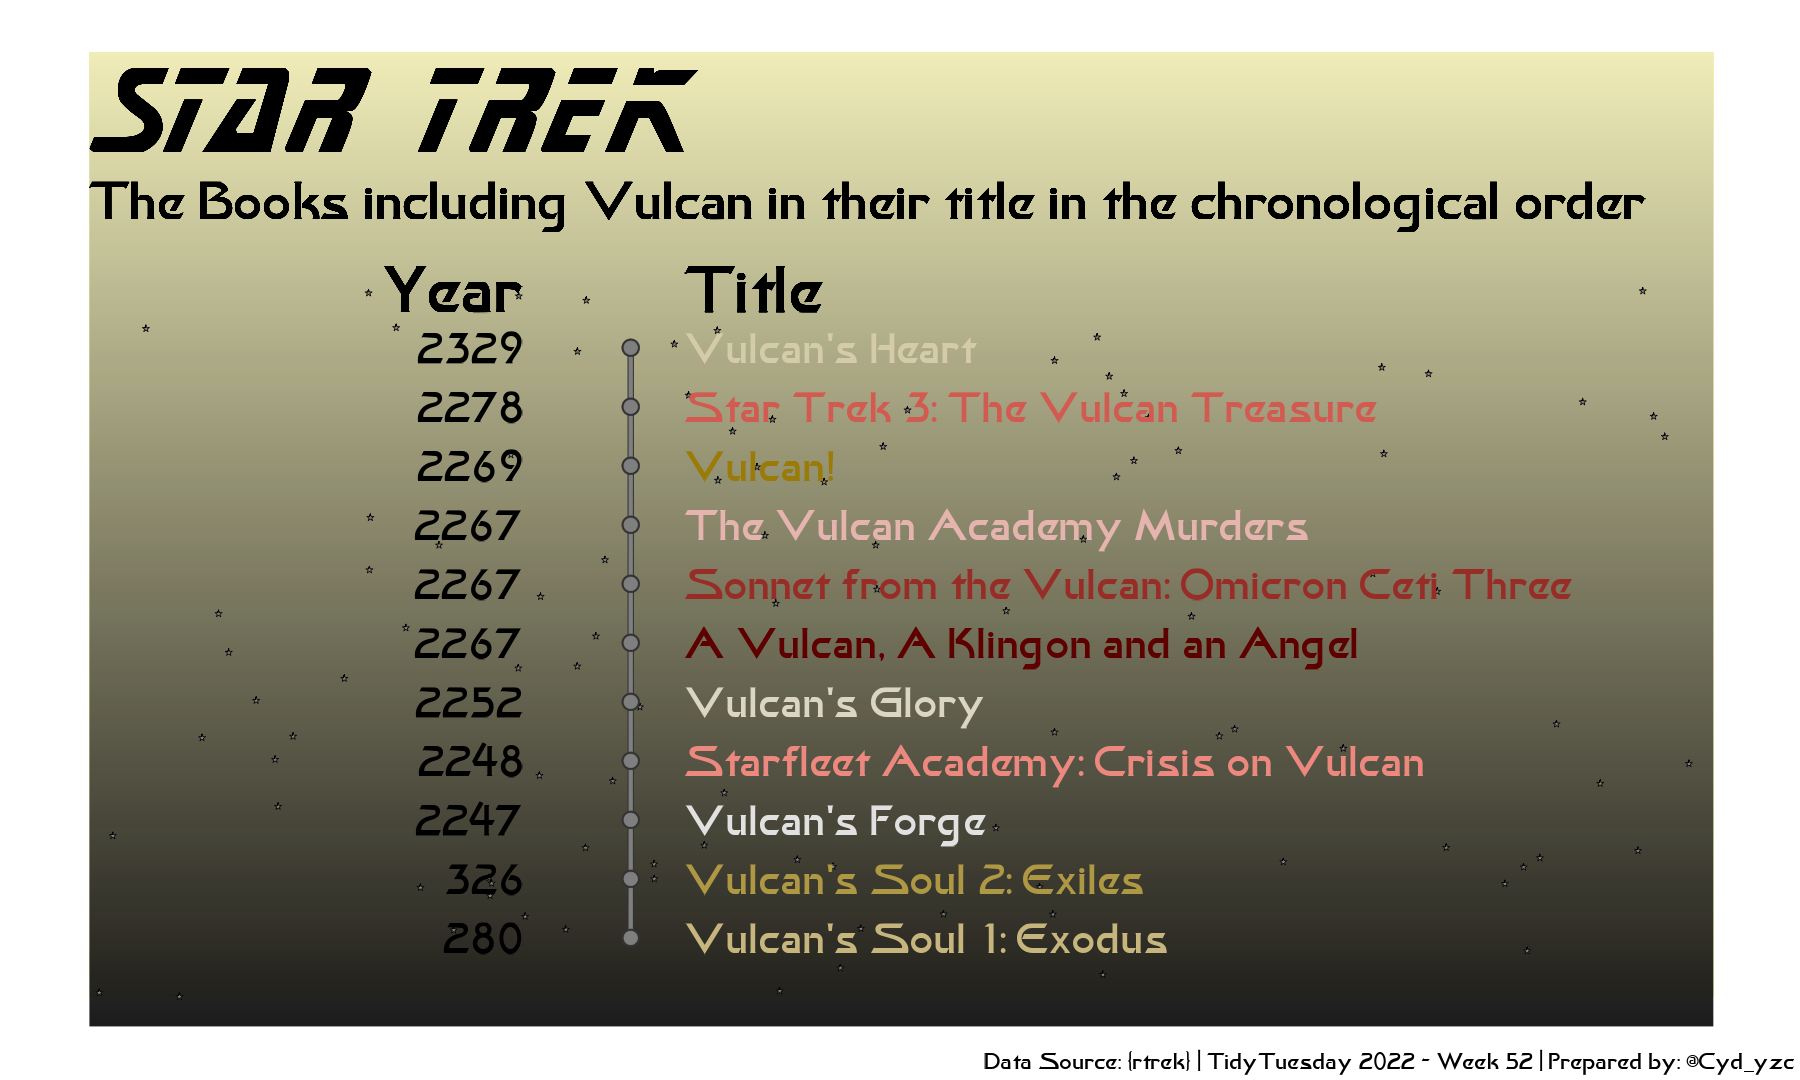 STAR TREK
The Books including Vulcan in their title in the chronological order
Year Title
2329 Vulcan's Heart
2278 Star Trek 3: The Vulcan Treasure
2269 Vulcan!
2267 The Vulcan Academy Murders
2267 Sonnet from the Vulcan: Omicron Ceti Three
2267 A Vulcan, A Klingon and an Angel
2252 Vulcan's Glory
2248 Starfleet Academy: Crisis on Vulcan
2247 Vulcan's Forge
326 Vulcan's Soul 2: Exiles
280 Vulcan's Soul 1: Exodus
Data Source: {rtrek} | TidyTuesday 2022 - Week 52 | Prepared by: @Cyd_yzc